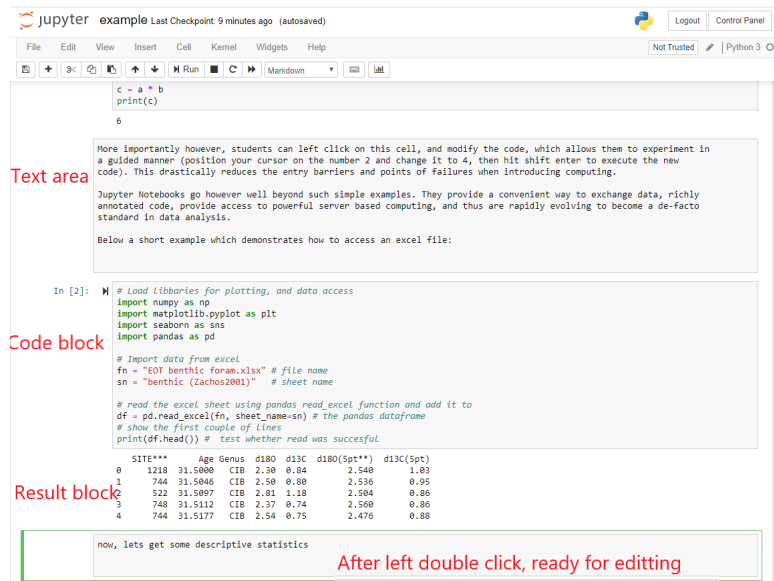 jupyter example Last Checkpoint: 9 minutes ago (autosaved) Logout Control Panel
File Edit View Insert Cell Kernel Widgets Help Not Trusted Python 3
Run Markdown
c = a * b
print(c)
6
More importantly however, students can left click on this cell, and modify the code, which allows them to experiment in
a guided manner (position your cursor on the number 2 and change it to 4, then hit shift enter to execute the new
code). This drastically reduces the entry barriers and points of failures when introducing computing.
Text area
Jupyter Notebooks go however well beyond such simple examples. They provide a convenient way to exchange data, richly
annotated code, provide access to powerful server based computing, and thus are rapidly evolving to become a de-facto
standard in data analysis.
Below a short example which demonstrates how to access an excel file:
In [2]: # Load libbaries for plotting, and data access
import numpy as np
import matplotlib.pyplot as plt
import seaborn as sns
import pandas as pd
Code block
# Import data from excel
fn = "EOT benthic foram.xlsx" # file name
sn = "benthic (Zachos2001)" # sheet name
# read the excel sheet using pandas read_excel function and add it to
df = pd.read_excel(fn, sheet_name=sn) # the pandas dataframe
# show the first couple of lines
print(df.head()) # test whether read was succesful
SITE*** Age Genus d18O d13C d18O(5pt**) d13C(5pt)
0 1218 31.5000 CIB 2.30 0.84 2.540 1.03
1 744 31.5046 CIB 2.50 0.80 2.536 0.95
2 522 31.5097 CIB 2.81 1.18 2.504 0.86
3 748 31.5112 CIB 2.37 0.74 2.560 0.86
4 744 31.5177 CIB 2.54 0.75 2.476 0.88
Result block
now, lets get some descriptive statistics
After left double click, ready for editting